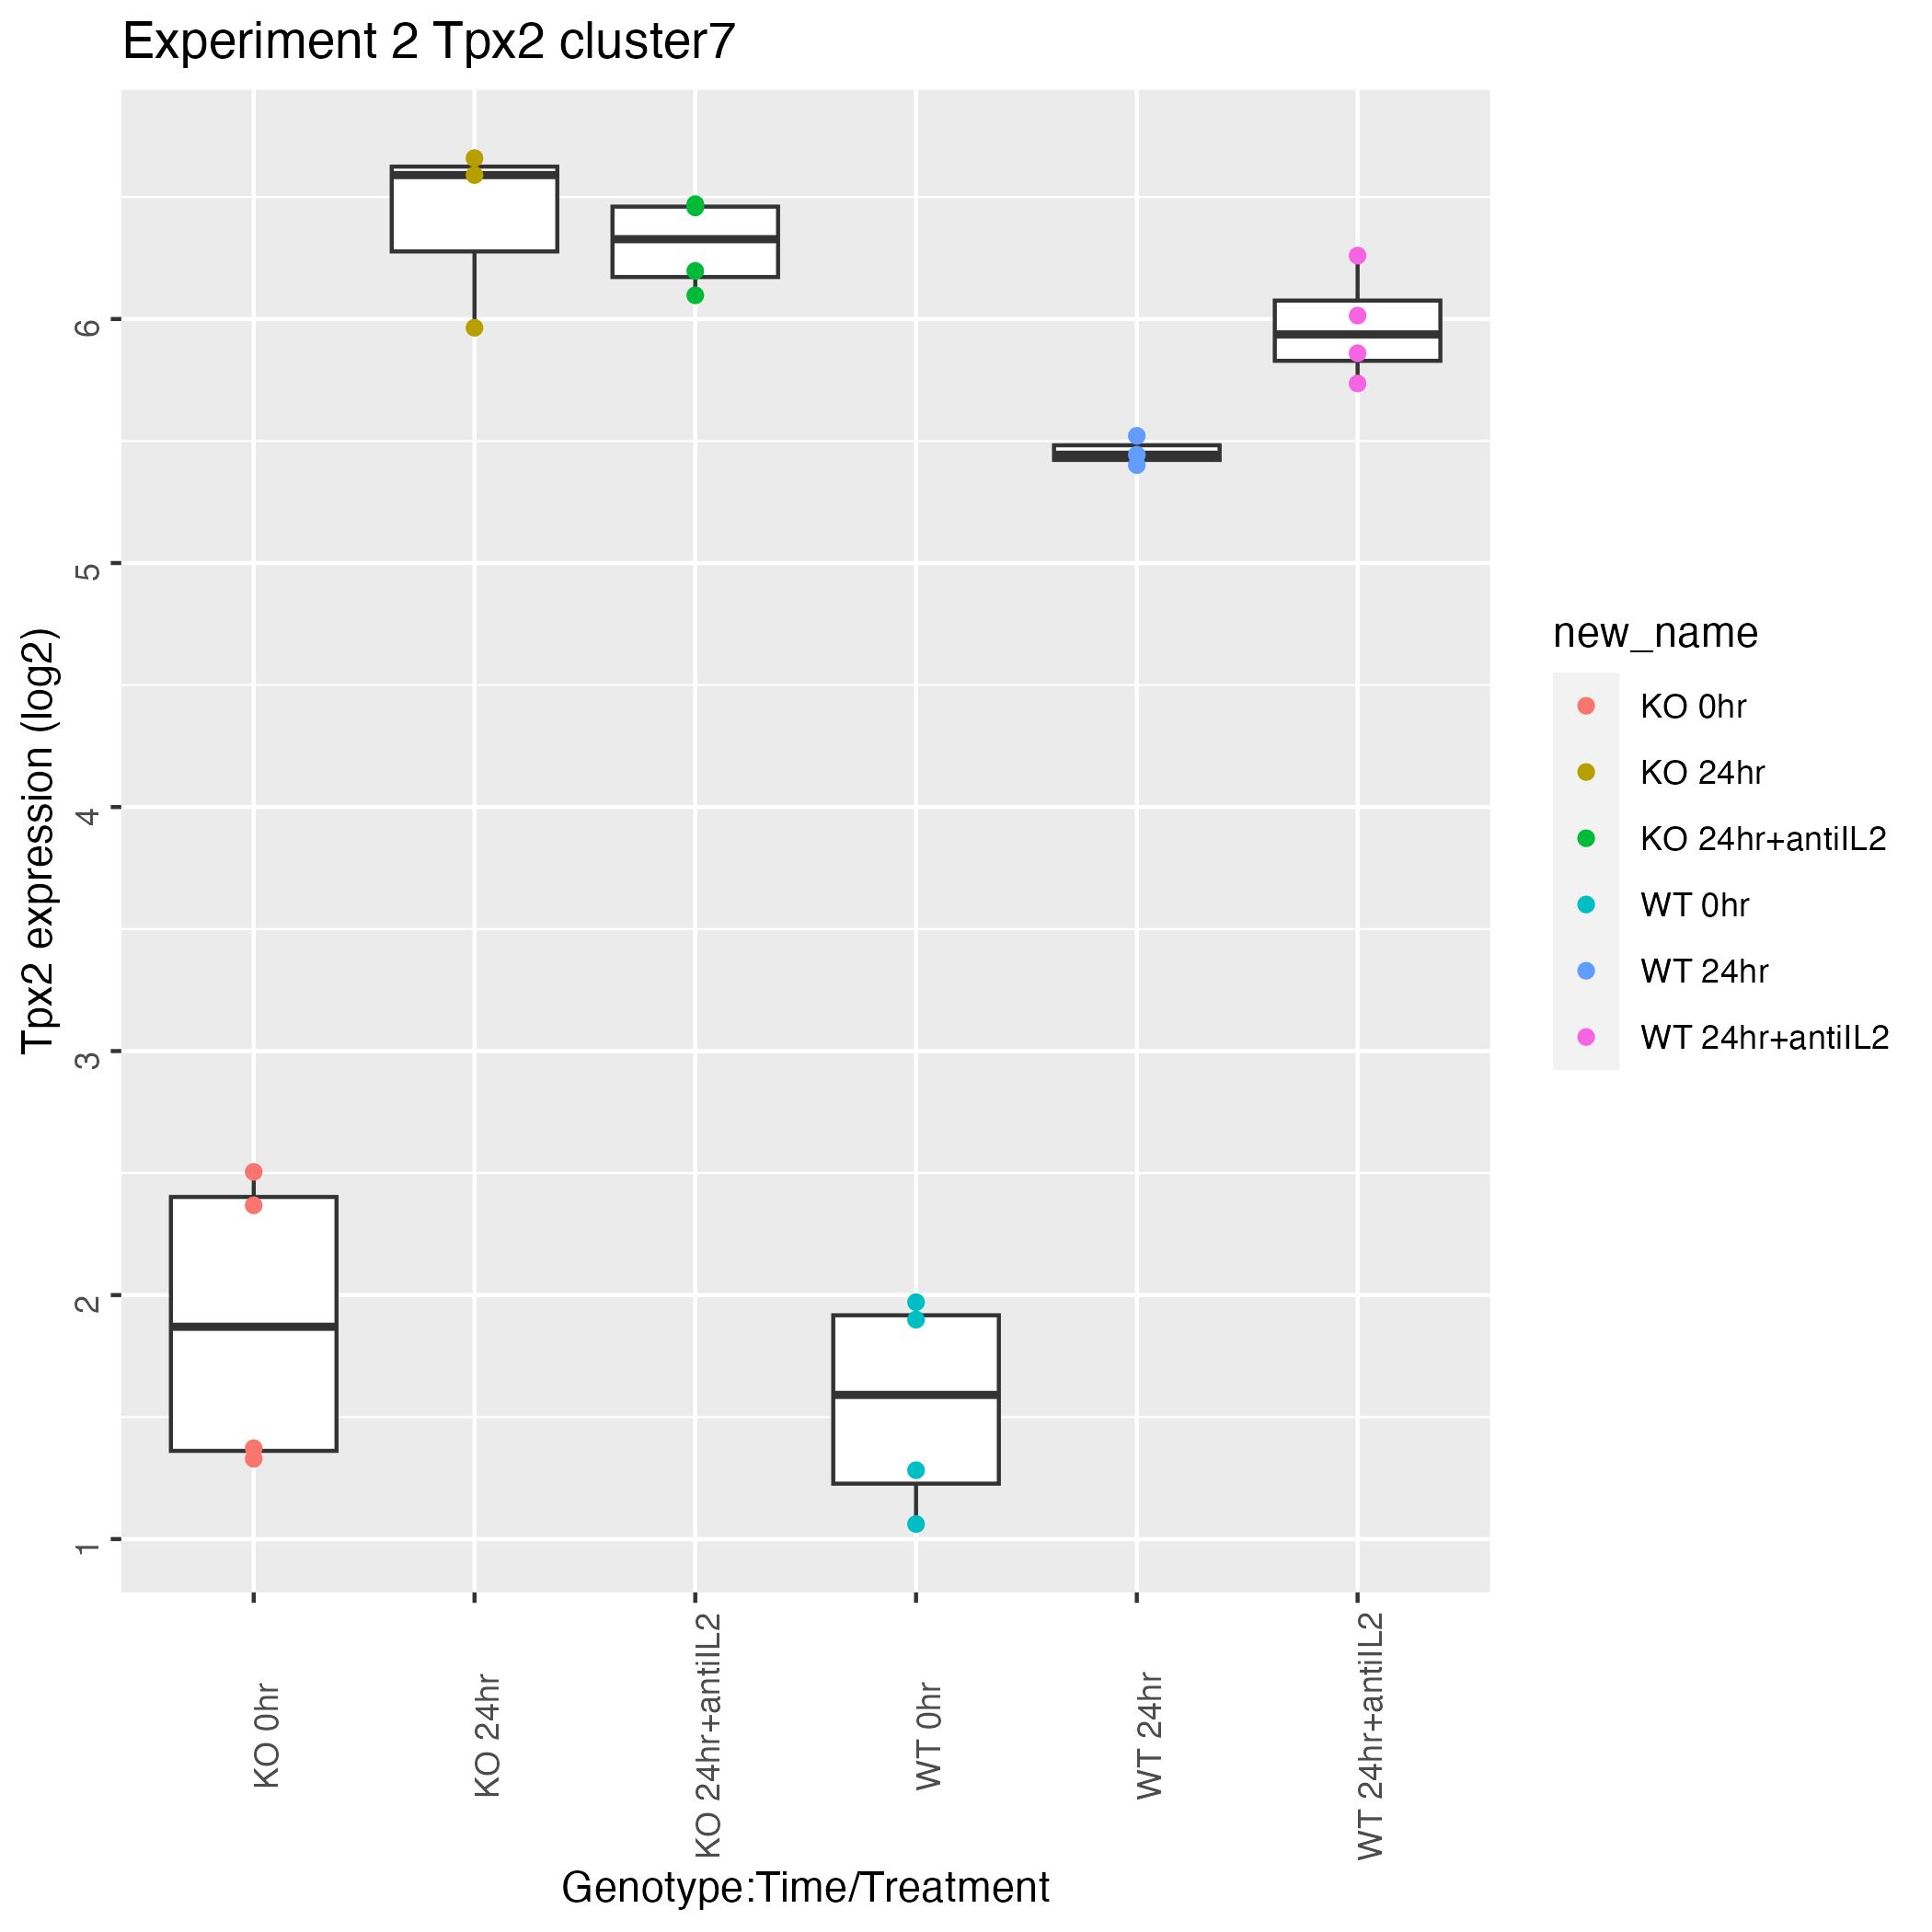 Experiment 2 Tpx2 cluster7
Tpx2 expression (log2)
6
5
4
3
2
1
KO 0hr
KO 24hr
KO 24hr+antiIL2
WT 0hr
WT 24hr
WT 24hr+antiIL2
Genotype:Time/Treatment
new_name
KO 0hr
KO 24hr
KO 24hr+antiIL2
WT 0hr
WT 24hr
WT 24hr+antiIL2